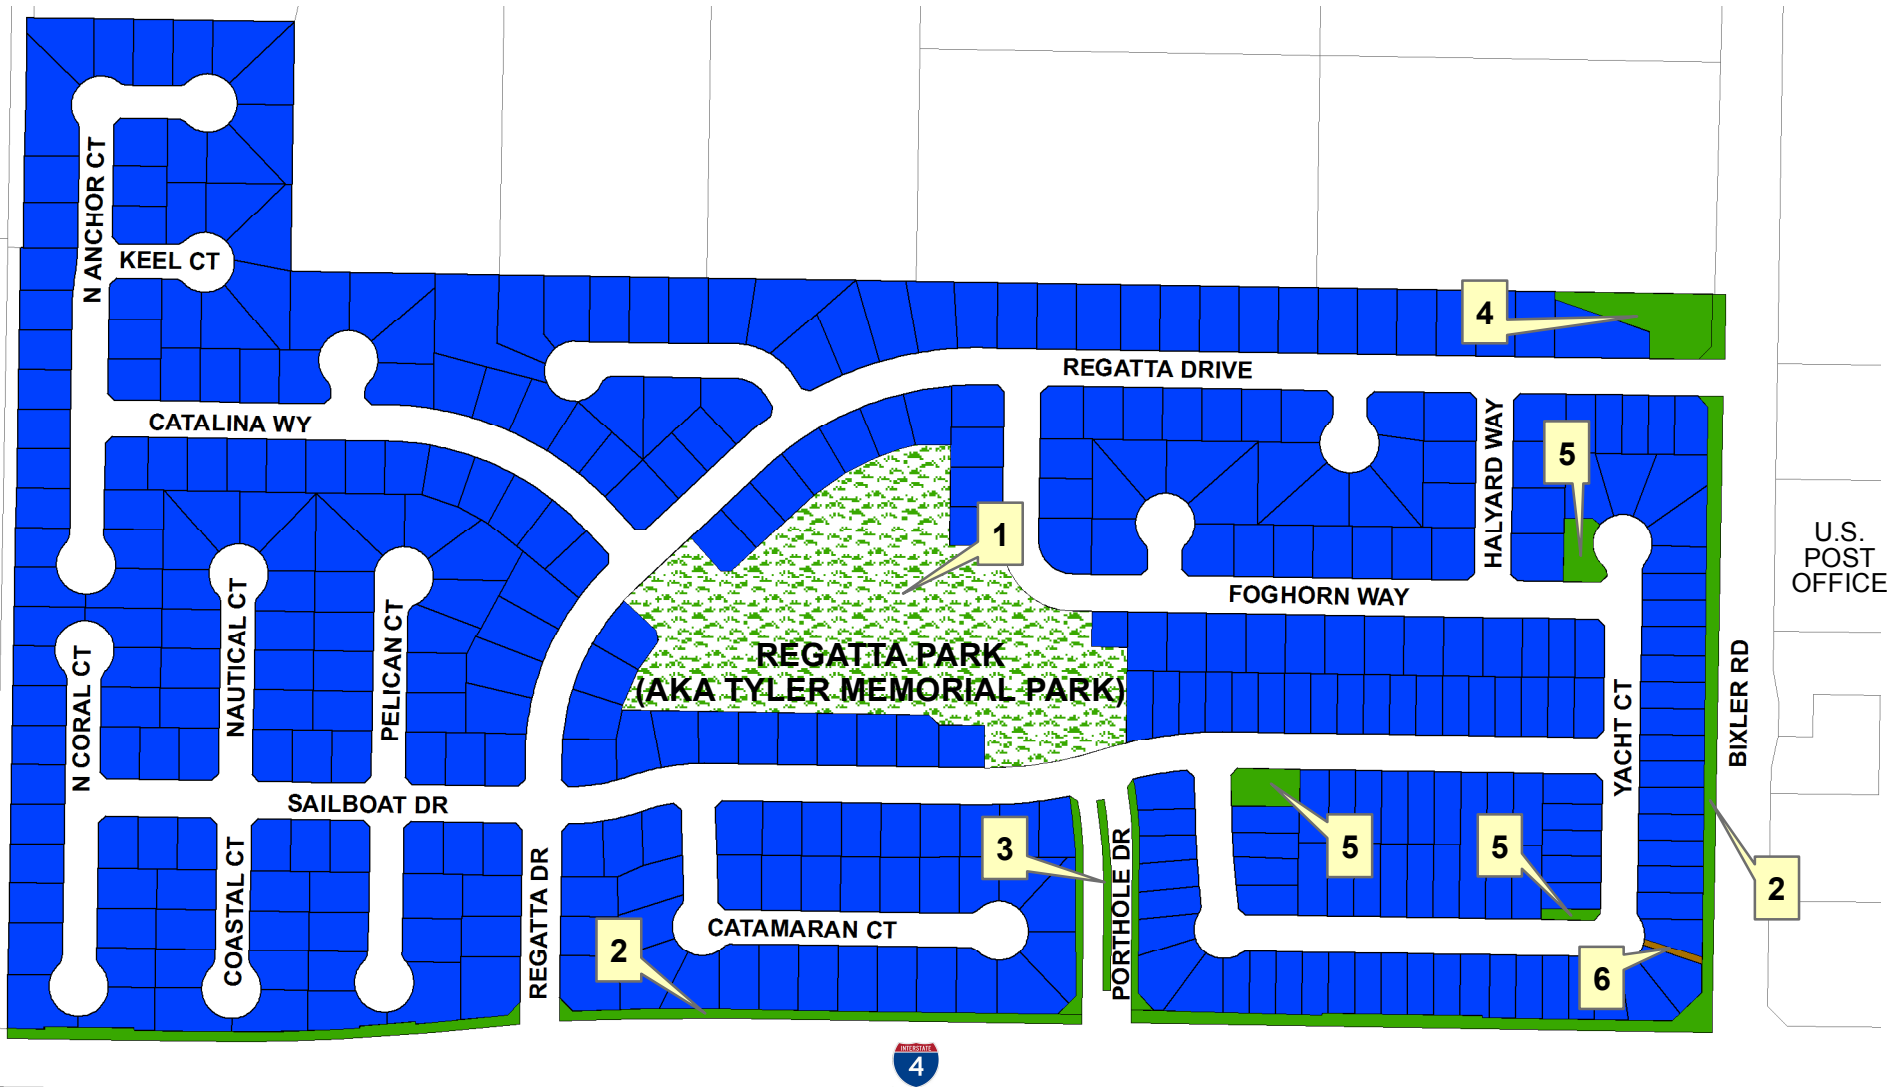 N ANCHOR CT
KEEL CT
4
REGATTA DRIVE
CATALINA WY
HALYARD WAY
5
1
U.S.
POST
OFFICE
FOGHORN WAY
NAUTICAL CT
PELICAN CT
N CORAL CT
REGATTA PARK
(AKA TYLER MEMORIAL PARK)
YACHT CT
BIXLER RD
SAILBOAT DR
COASTAL CT
REGATTA DR
3
PORTHOLE DR
5
5
2
CATAMARAN CT
2
6
INTERSTATE
4